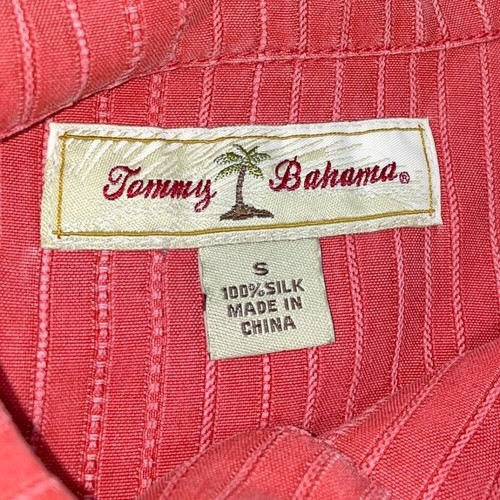 Tommy Bahama®
S
100% SILK
MADE IN
CHINA